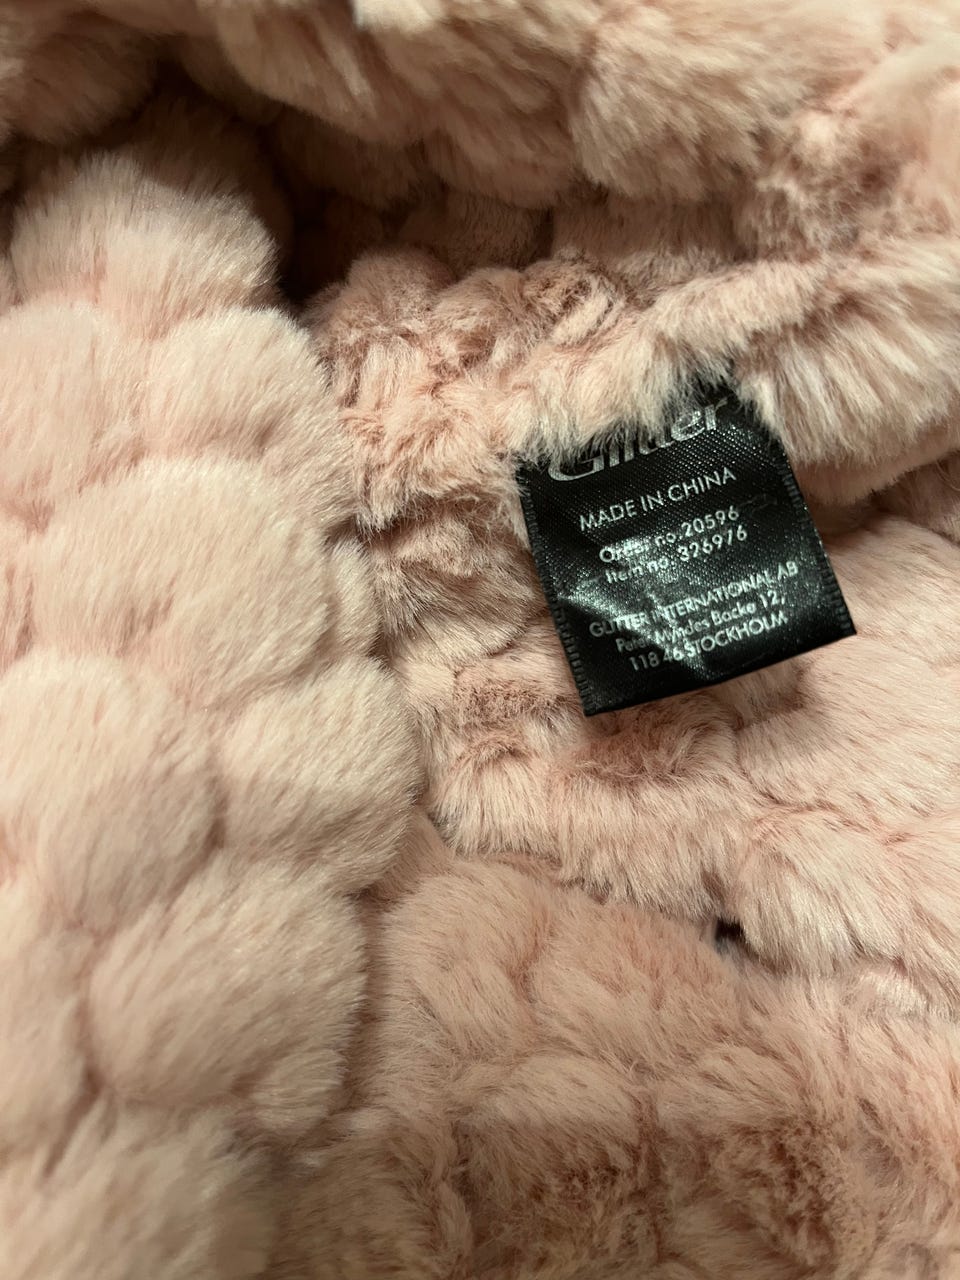 Glitter
MADE IN CHINA
Order no. 20596
Item no. 326976
GLITTER INTERNATIONAL AB
Peter Myndes Backe 12,
118 46 STOCKHOLM